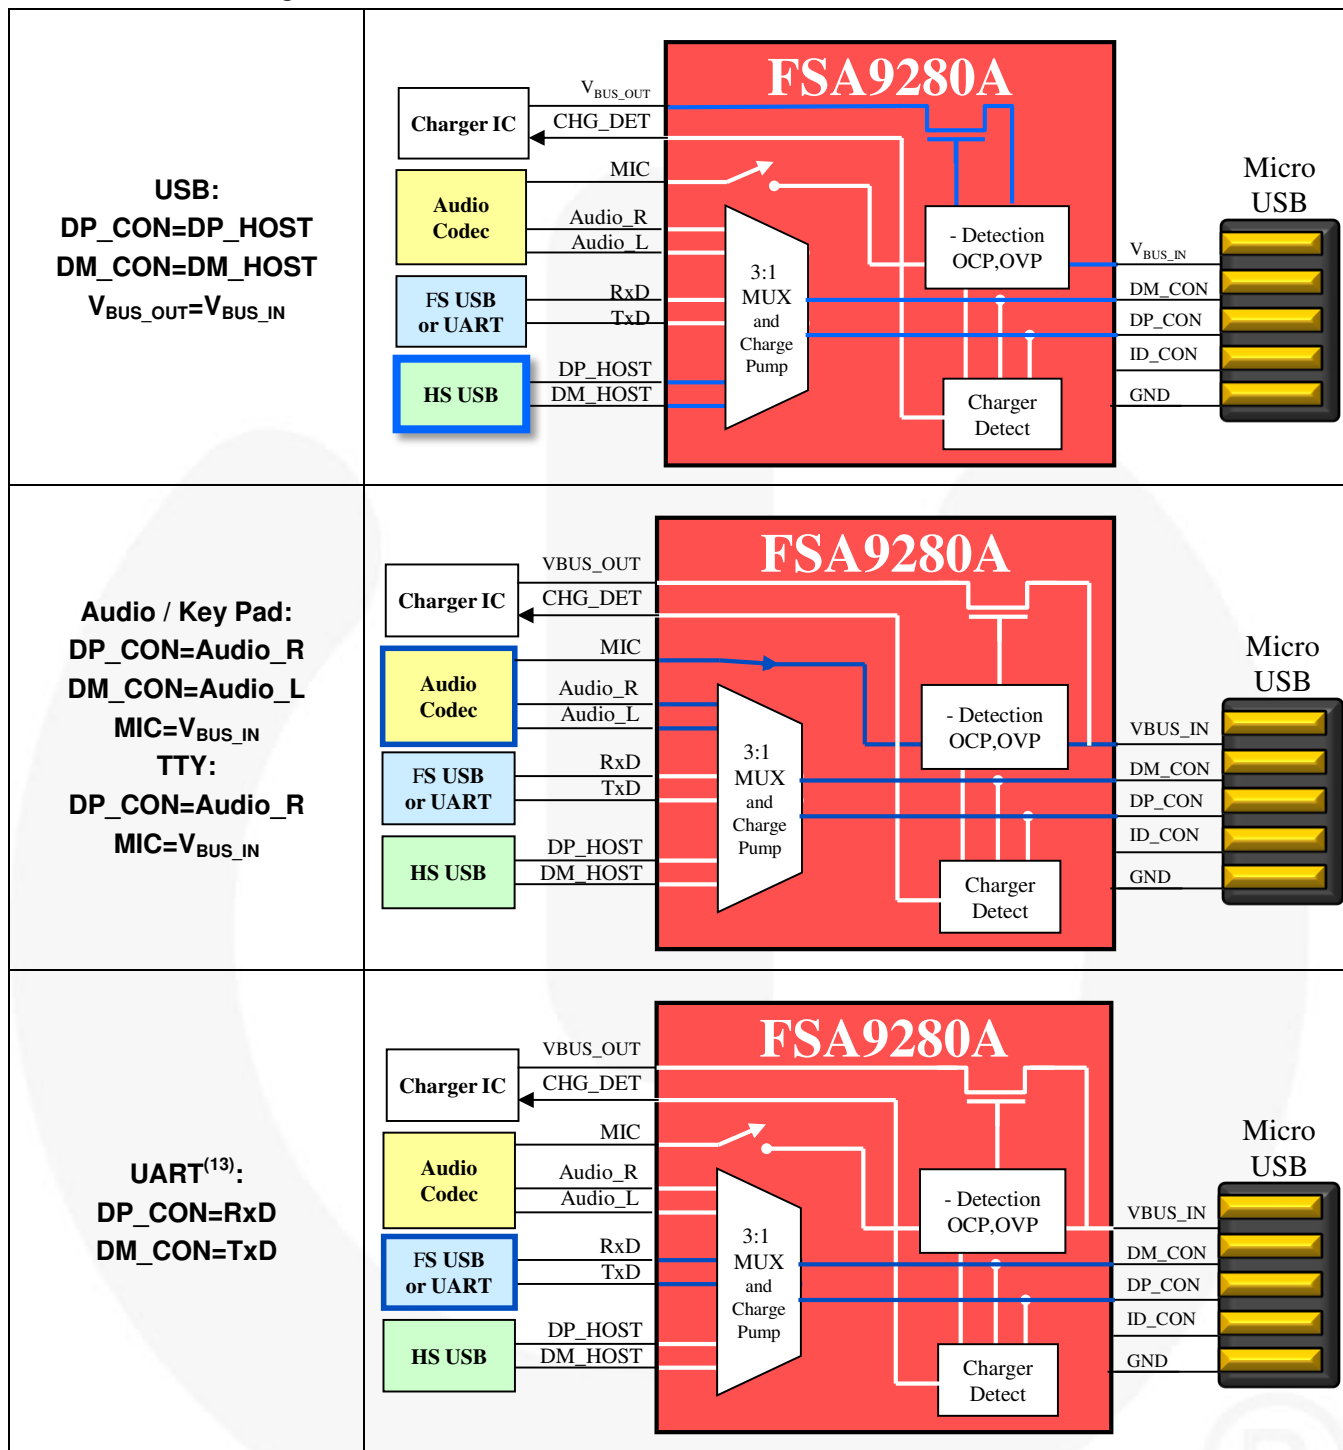 USB:
DP_CON=DP_HOST
DM_CON=DM_HOST
VBUS_OUT=VBUS_IN
FSA9280A
Charger IC
VBUS_OUT
CHG_DET
MIC
Audio
Codec
Audio_R
Audio_L
FS USB
or UART
RxD
TxD
HS USB
DP_HOST
DM_HOST
3:1
MUX
and
Charge
Pump
- Detection
OCP,OVP
Charger
Detect
VBUS_IN
DM_CON
DP_CON
ID_CON
GND
Micro
USB
Audio / Key Pad:
DP_CON=Audio_R
DM_CON=Audio_L
MIC=VBUS_IN
TTY:
DP_CON=Audio_R
MIC=VBUS_IN
FSA9280A
Charger IC
VBUS_OUT
CHG_DET
MIC
Audio
Codec
Audio_R
Audio_L
FS USB
or UART
RxD
TxD
HS USB
DP_HOST
DM_HOST
3:1
MUX
and
Charge
Pump
- Detection
OCP,OVP
Charger
Detect
VBUS_IN
DM_CON
DP_CON
ID_CON
GND
Micro
USB
UART(13):
DP_CON=RxD
DM_CON=TxD
FSA9280A
Charger IC
VBUS_OUT
CHG_DET
MIC
Audio
Codec
Audio_R
Audio_L
FS USB
or UART
RxD
TxD
HS USB
DP_HOST
DM_HOST
3:1
MUX
and
Charge
Pump
- Detection
OCP,OVP
Charger
Detect
VBUS_IN
DM_CON
DP_CON
ID_CON
GND
Micro
USB